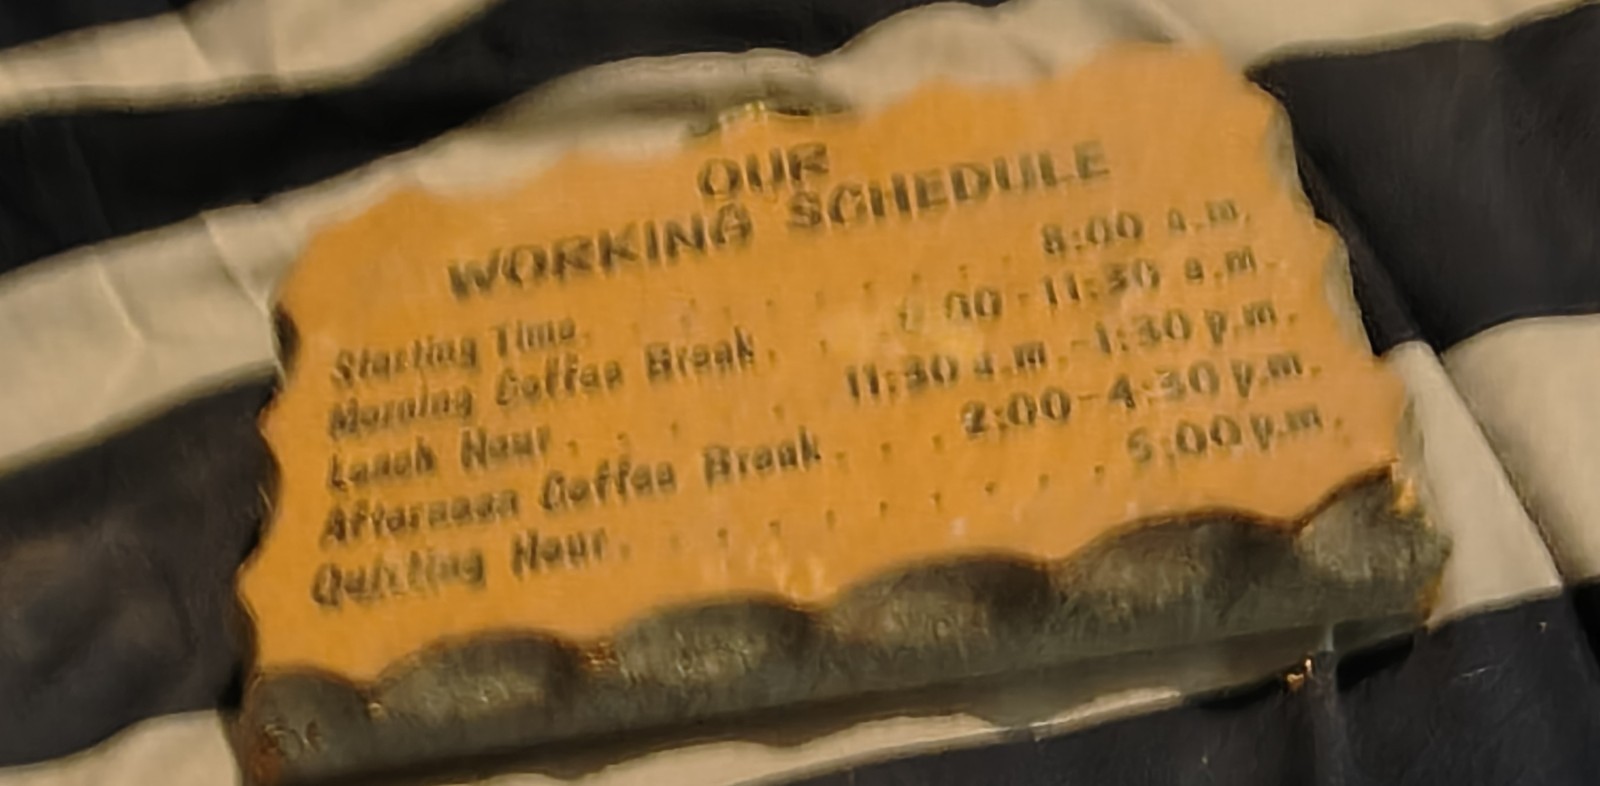 OUR
WORKING SCHEDULE
Starting Time. . . . . . . . 8:00 a.m.
Morning Coffee Break. . :00-11:30 a.m.
Lunch Hour. . . . . 11:30 a.m.-1:30 p.m.
Afternoon Coffee Break. . . 2:00-4:30 p.m.
Quitting Hour. . . . . . . . . . 5:00 p.m.